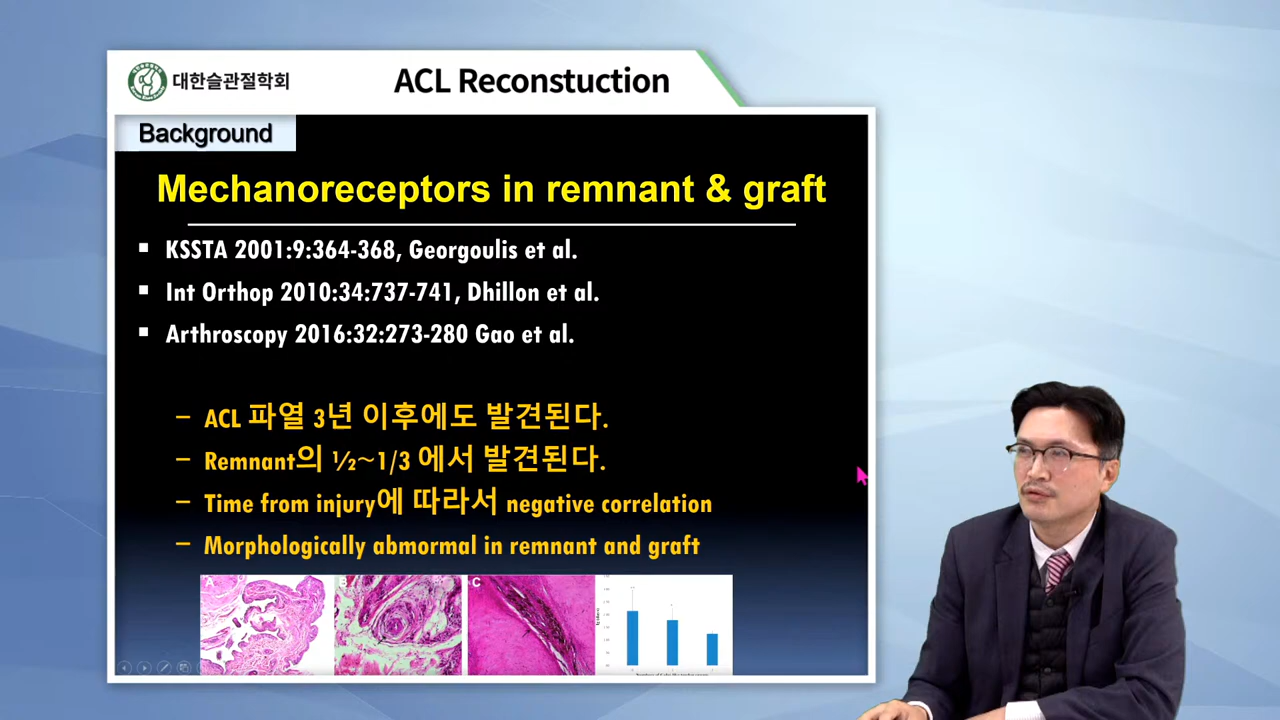 대한슬관절학회
ACL Reconstuction
Background
Mechanoreceptors in remnant & graft
▪ KSSTA 2001:9:364-368, Georgoulis et al.
▪ Int Orthop 2010:34:737-741, Dhillon et al.
▪ Arthroscopy 2016:32:273-280 Gao et al.
– ACL 파열 3년 이후에도 발견된다.
– Remnant의 ½~1/3 에서 발견된다.
– Time from injury에 따라서 negative correlation
– Morphologically abmormal in remnant and graft
A
B
C